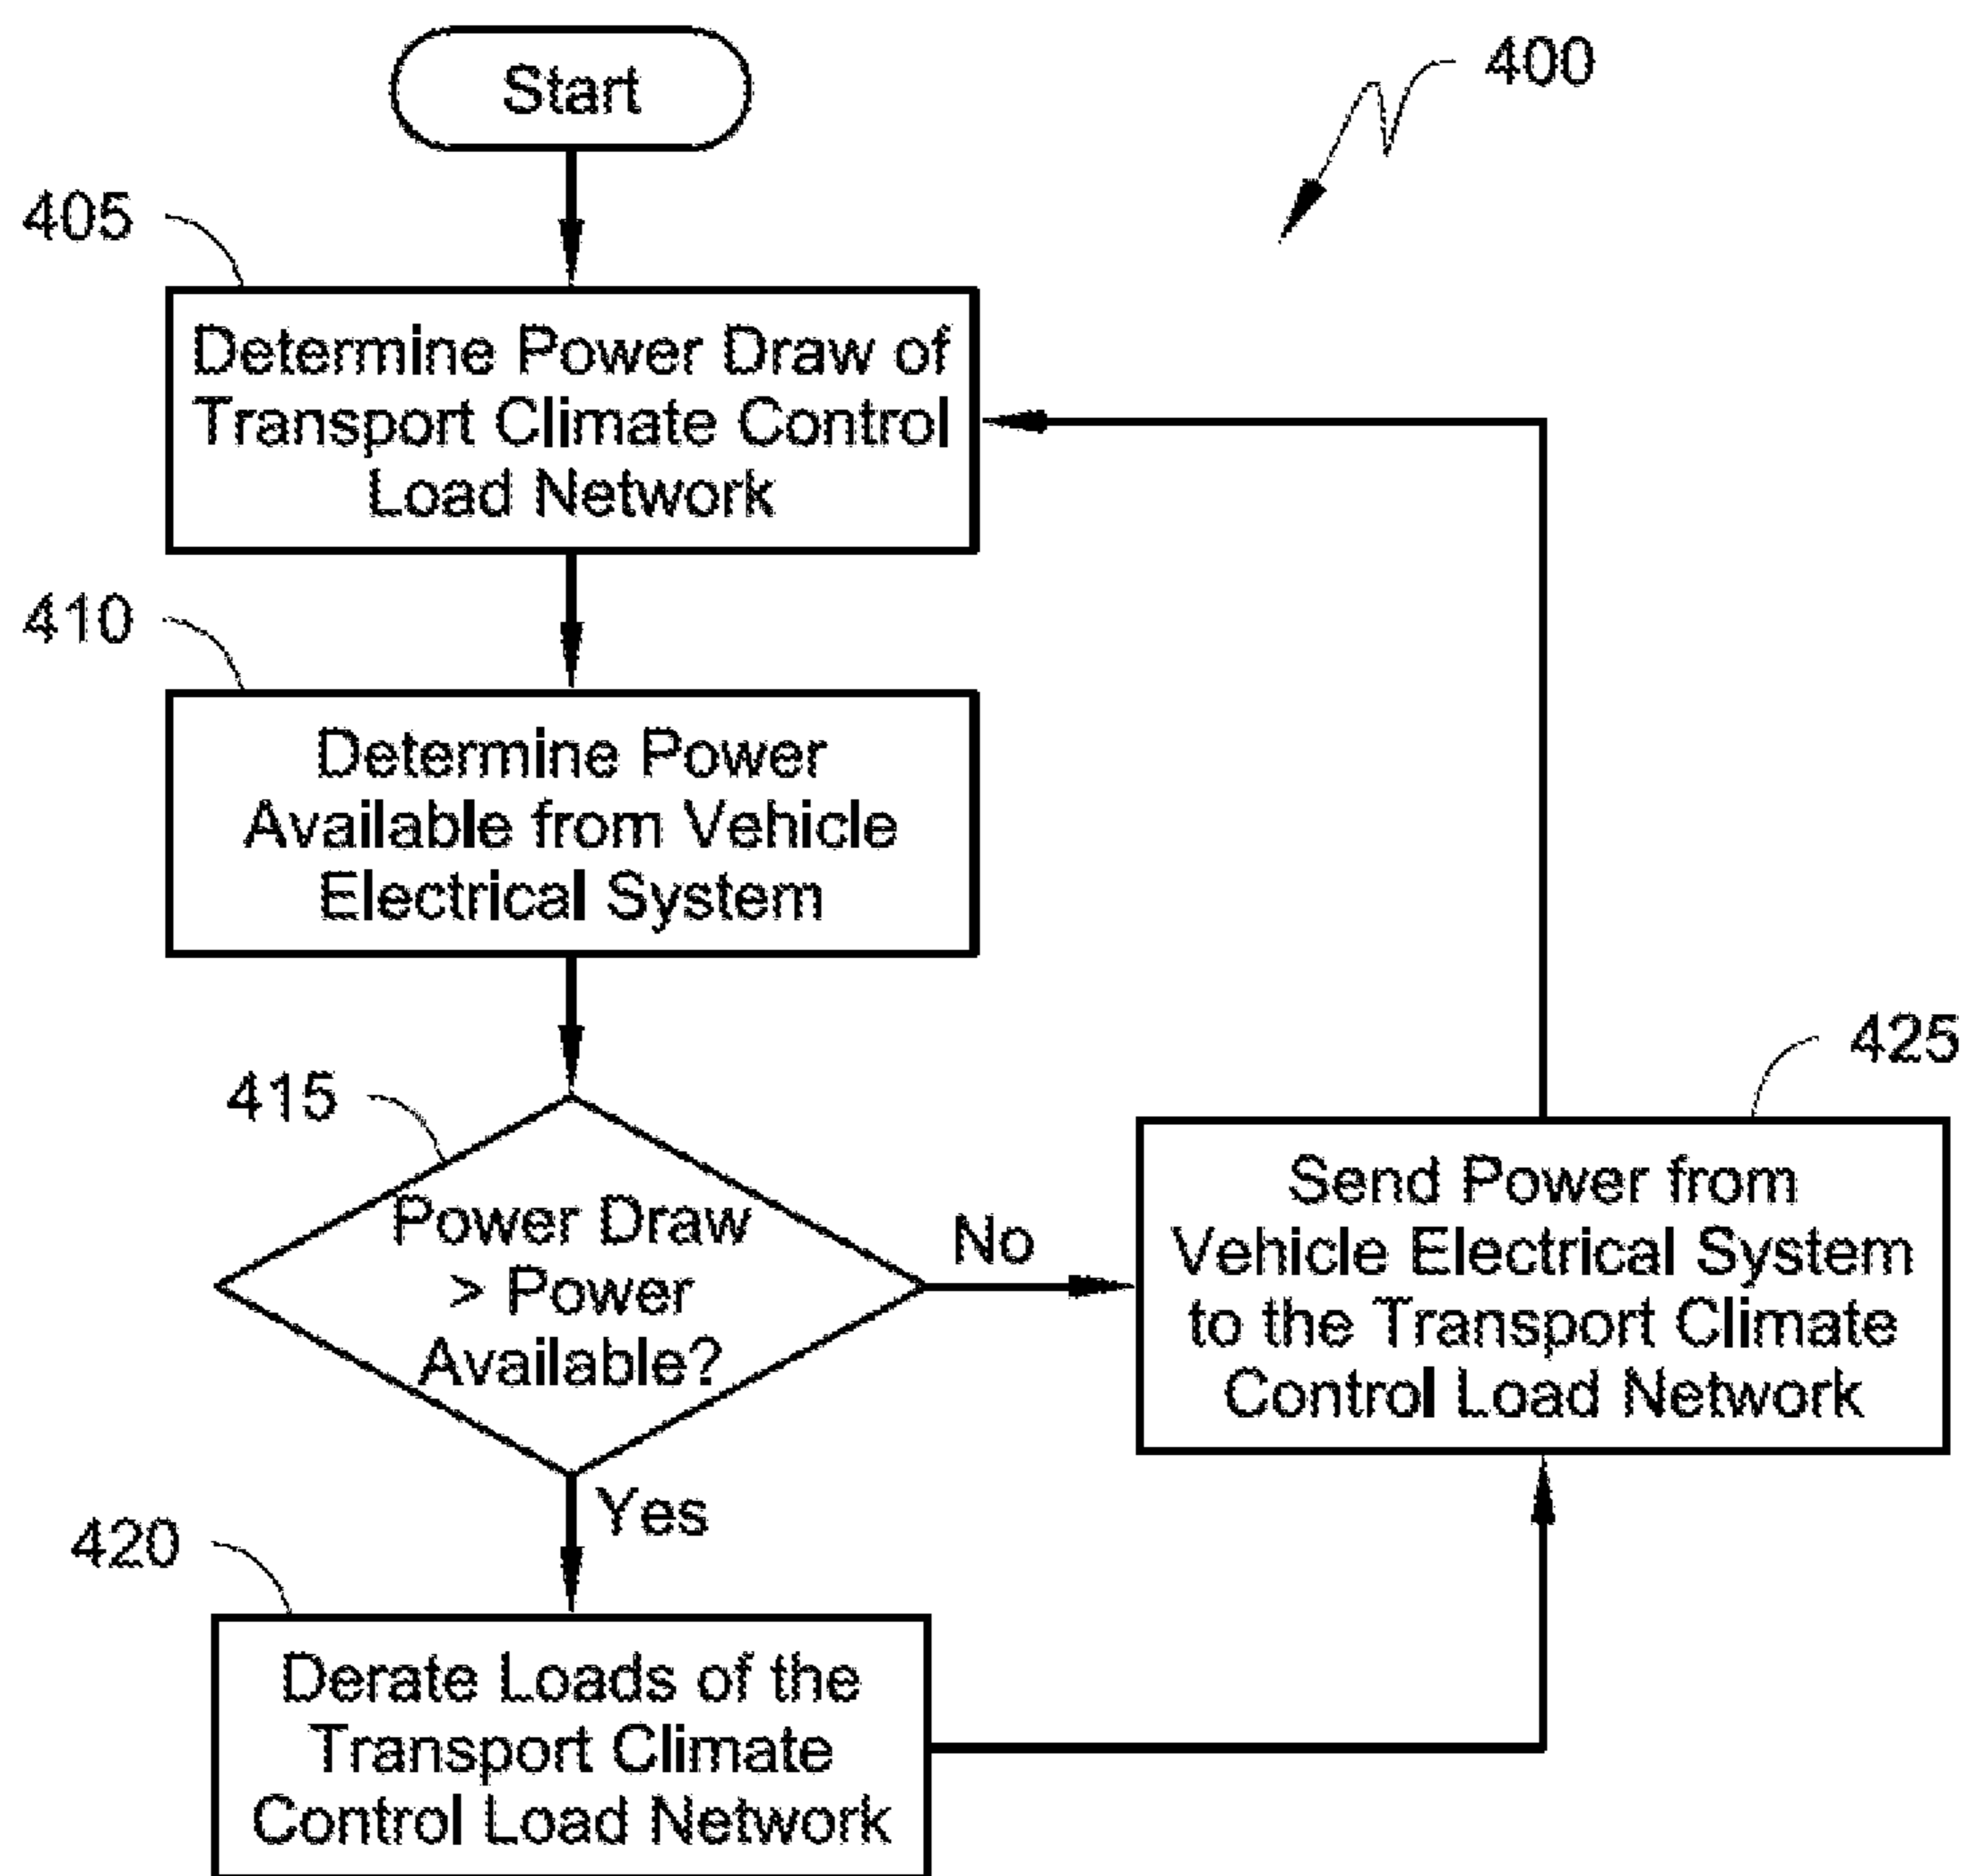 Start
400
405
Determine Power Draw of
Transport Climate Control
Load Network
410
Determine Power
Available from Vehicle
Electrical System
415
Power Draw
> Power
Available?
No
425
Send Power from
Vehicle Electrical System
to the Transport Climate
Control Load Network
Yes
420
Derate Loads of the
Transport Climate
Control Load Network